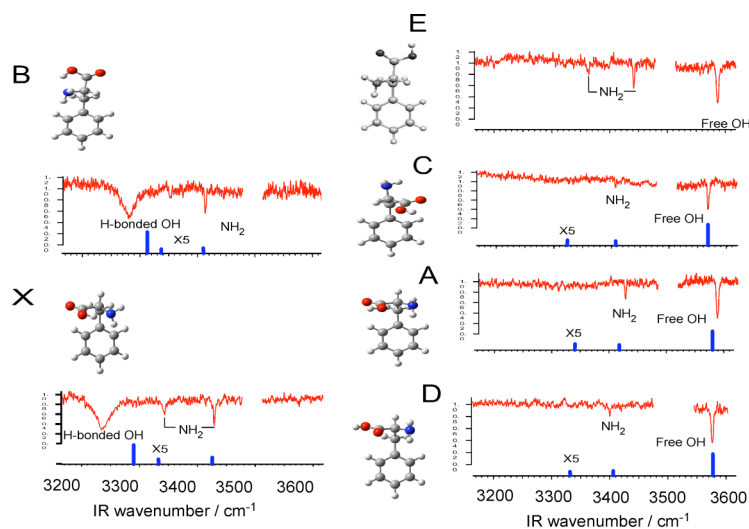 E
B
NH2
Free OH
C
H-bonded OH
NH2
X5
NH2
Free OH
X5
X
A
NH2
Free OH
X5
D
H-bonded OH
NH2
X5
NH2
Free OH
X5
3200 3300 3400 3500 3600
3200 3300 3400 3500 3600
IR wavenumber / cm-1
IR wavenumber / cm-1